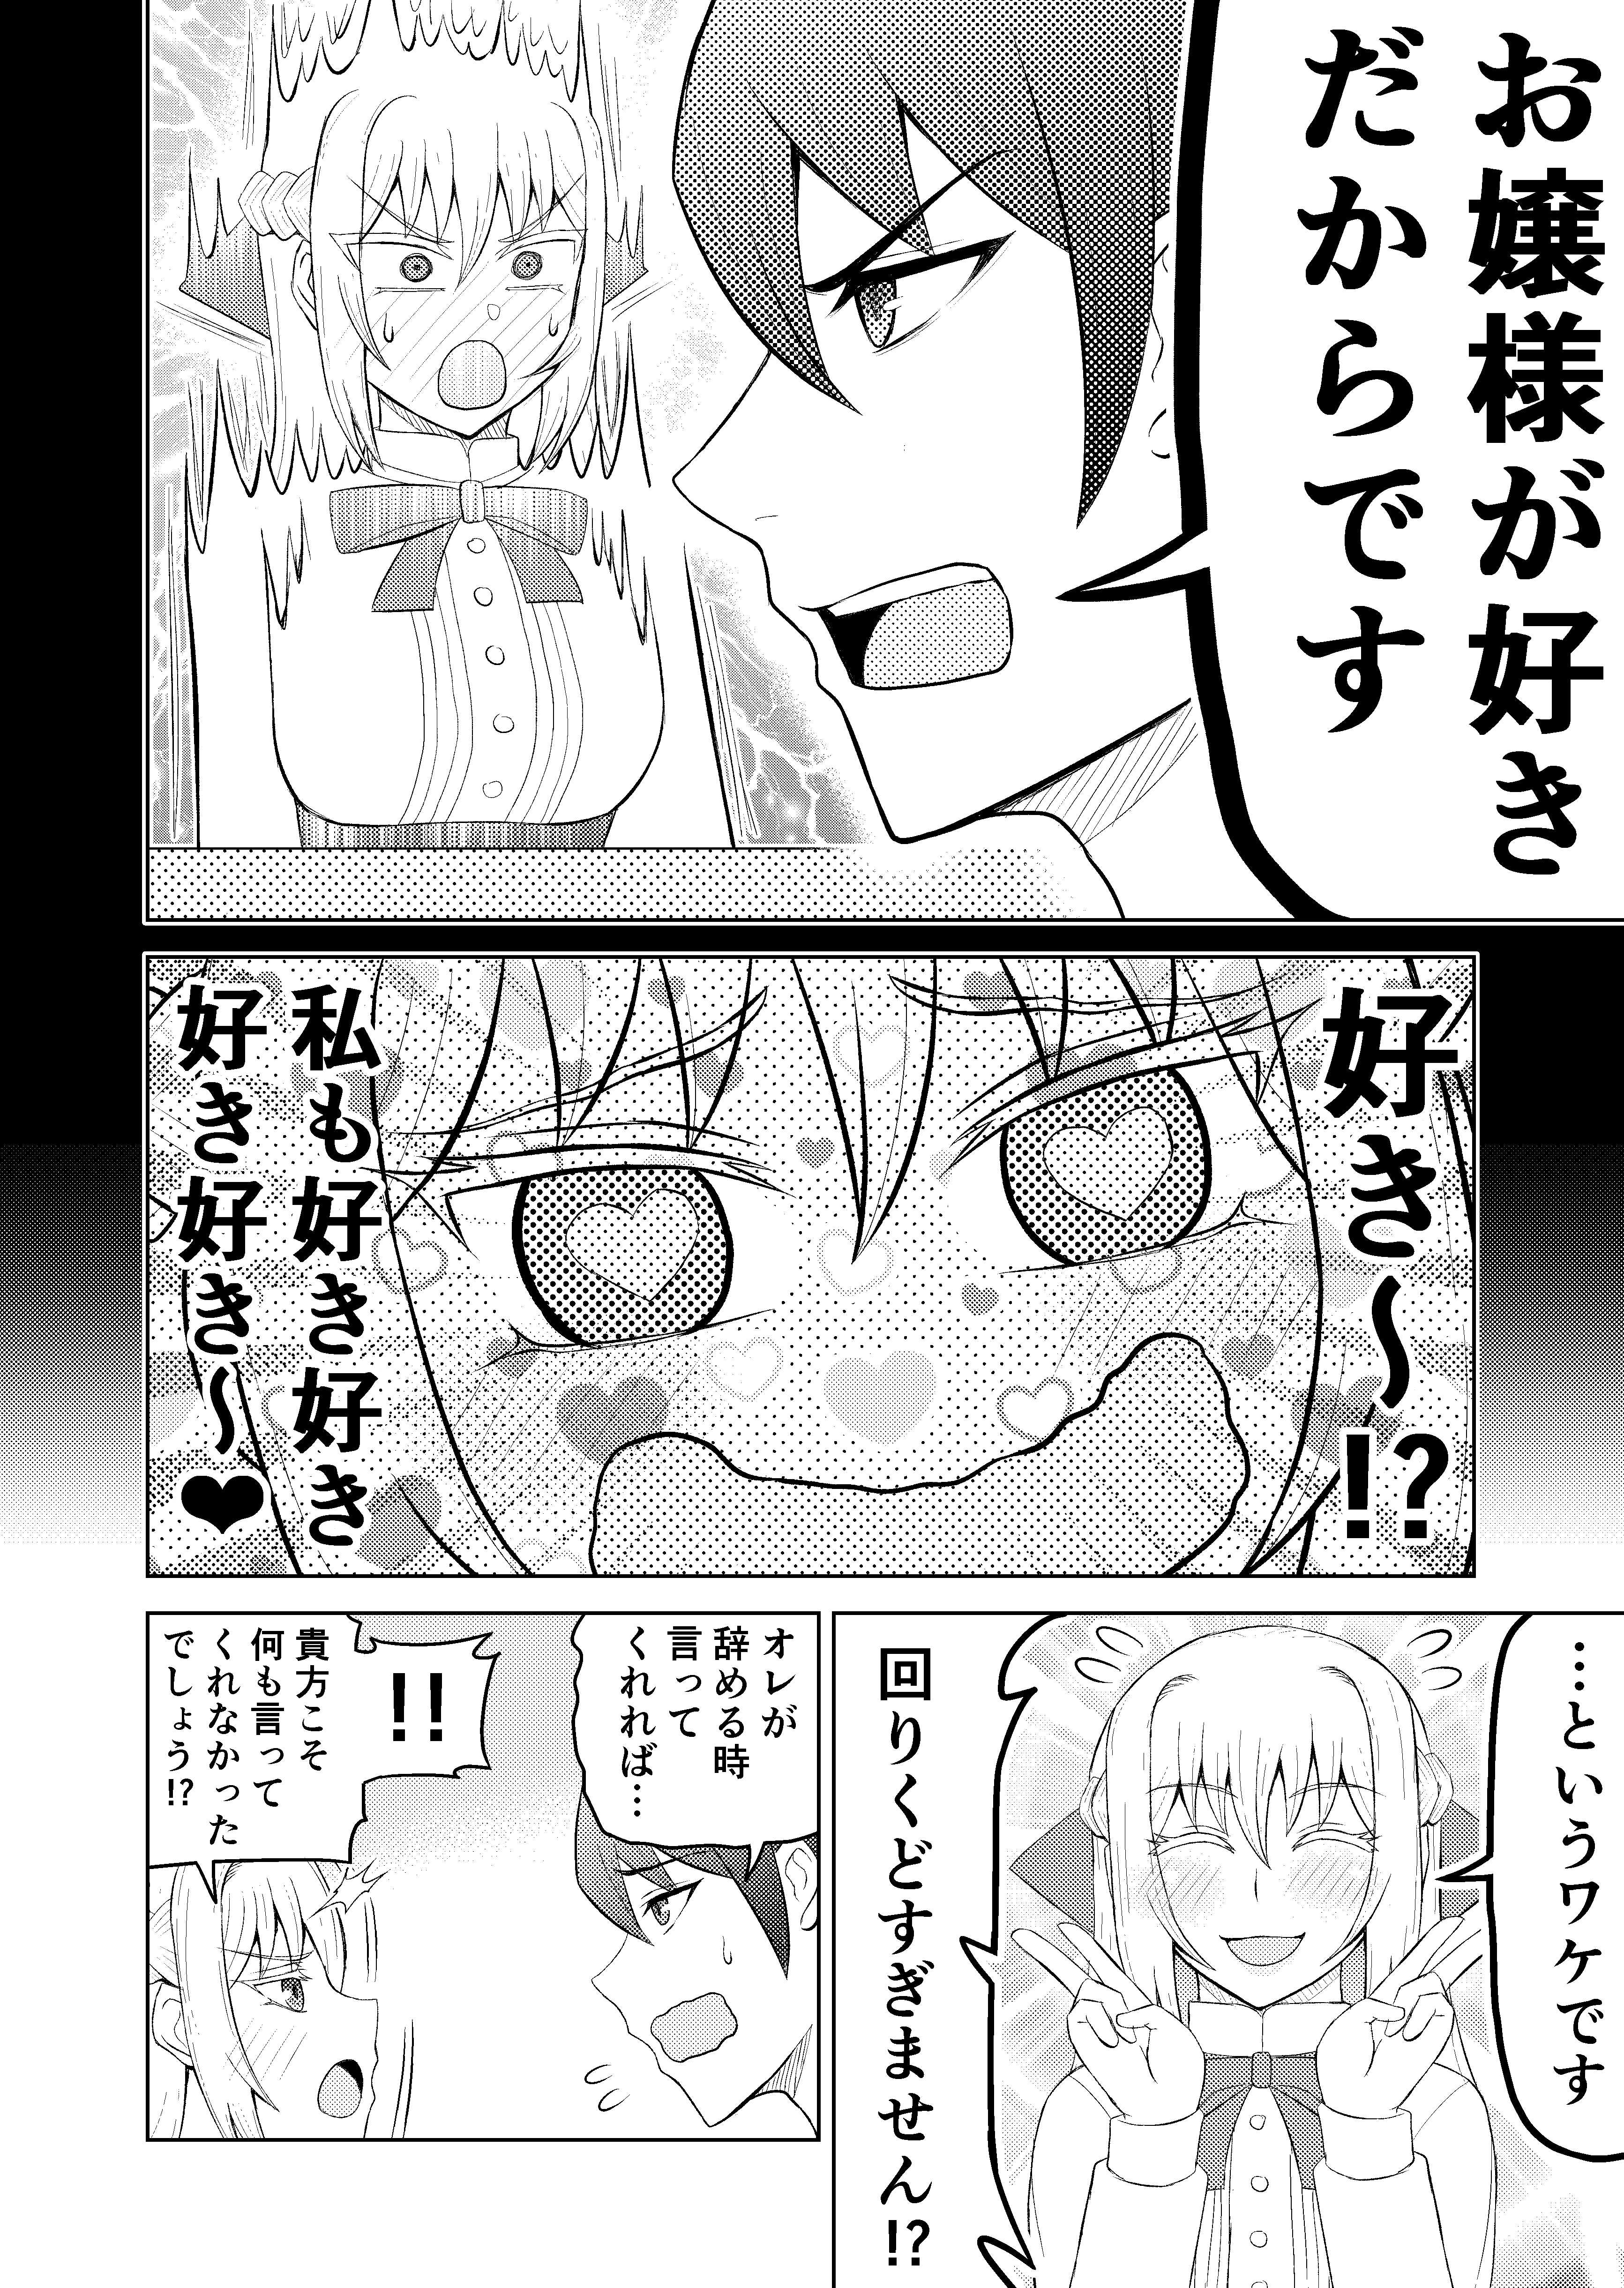 お嬢様が好き
だからです
好き〜!?
私も好き好き
好き好き〜♥
…というワケです
回りくどすぎません!?
オレが
辞める時
言って
くれれば…
!!
貴方こそ
何も言って
くれなかった
でしょう!?